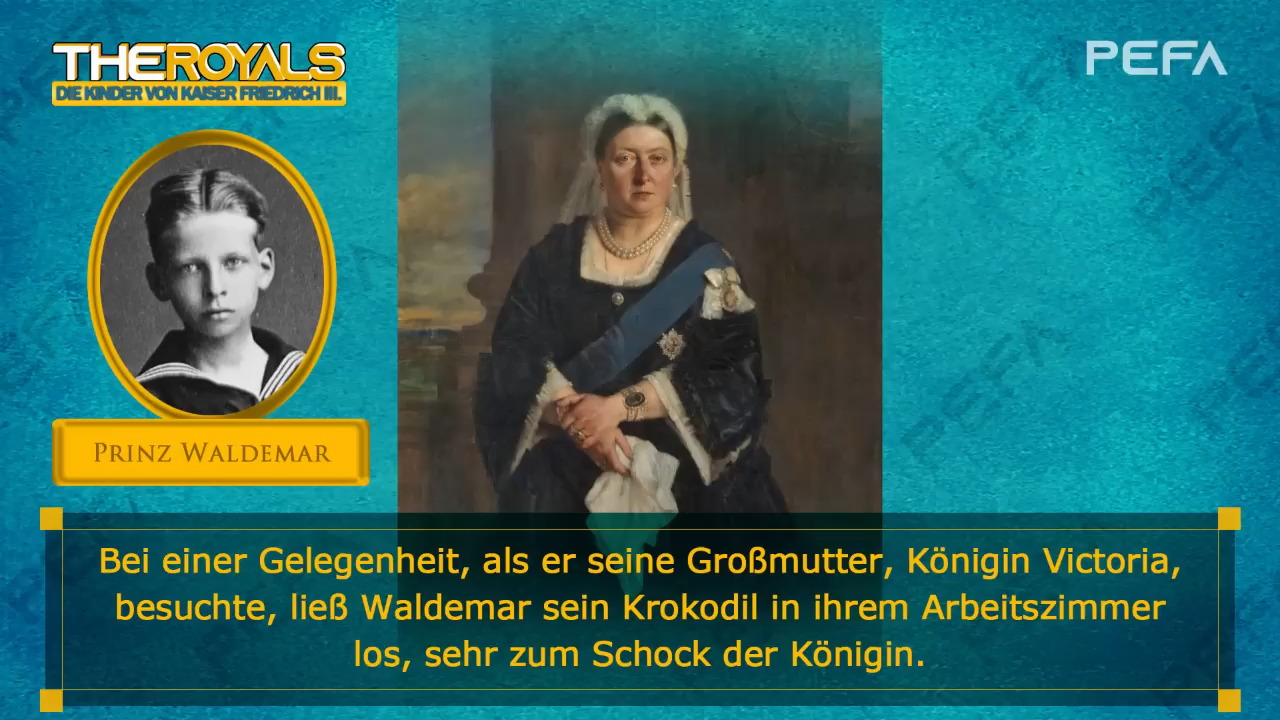 THEROYALS
DIE KINDER VON KAISER FRIEDRICH III.
PEFA
PRINZ WALDEMAR
Bei einer Gelegenheit, als er seine Großmutter, Königin Victoria,
besuchte, ließ Waldemar sein Krokodil in ihrem Arbeitszimmer
los, sehr zum Schock der Königin.